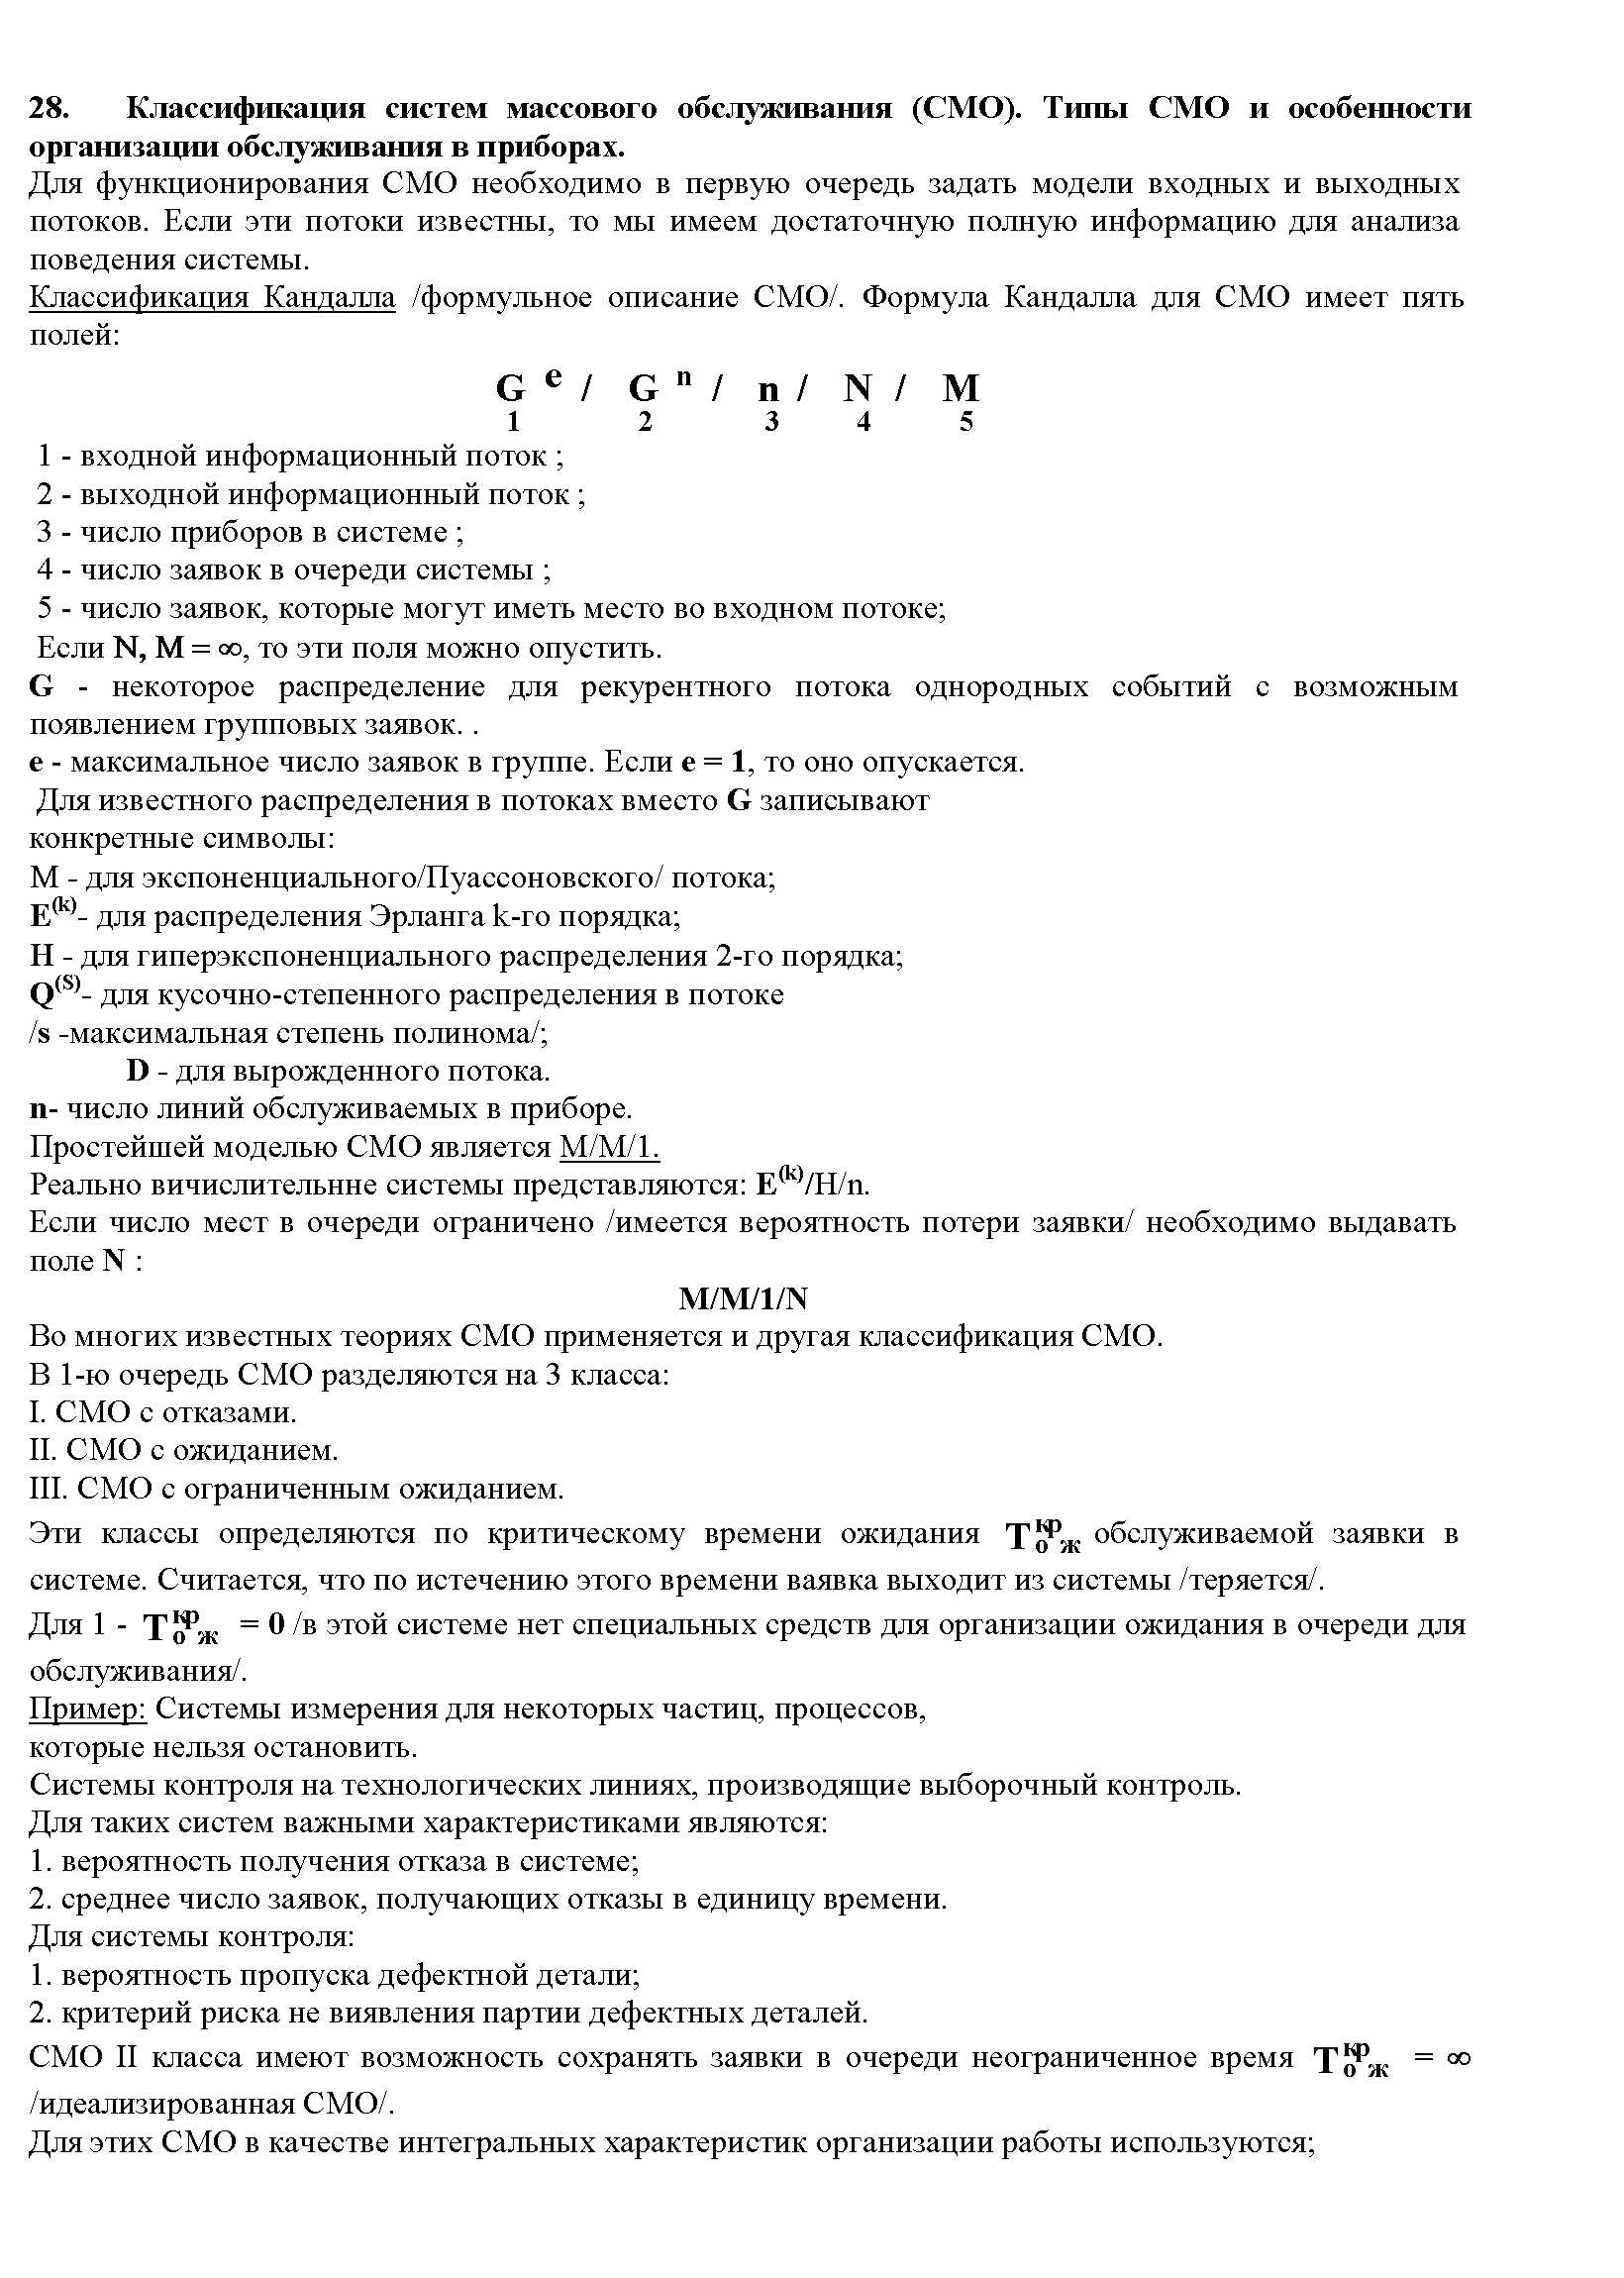 28. Классификация систем массового обслуживания (СМО). Типы СМО и особенности
организации обслуживания в приборах.
Для функционирования СМО необходимо в первую очередь задать модели входных и выходных
потоков. Если эти потоки известны, то мы имеем достаточную полную информацию для анализа
поведения системы.
Классификация Кандалла /формульное описание СМО/. Формула Кандалла для СМО имеет пять
полей:
G e / G n / n / N / M
1 2 3 4 5
1 - входной информационный поток ;
2 - выходной информационный поток ;
3 - число приборов в системе ;
4 - число заявок в очереди системы ;
5 - число заявок, которые могут иметь место во входном потоке;
Если N, M = ∞, то эти поля можно опустить.
G - некоторое распределение для рекурентного потока однородных событий с возможным
появлением групповых заявок. .
e - максимальное число заявок в группе. Если e = 1, то оно опускается.
Для известного распределения в потоках вместо G записывают
конкретные символы:
М - для экспоненциального/Пуассоновского/ потока;
E(k)- для распределения Эрланга k-го порядка;
Н - для гиперэкспоненциального распределения 2-го порядка;
Q(S)- для кусочно-степенного распределения в потоке
/s -максимальная степень полинома/;
D - для вырожденного потока.
n- число линий обслуживаемых в приборе.
Простейшей моделью СМО является М/М/1.
Реально вичислительнне системы представляются: E(k)/H/n.
Если число мест в очереди ограничено /имеется вероятность потери заявки/ необходимо выдавать
поле N :
M/M/1/N
Во многих известных теориях СМО применяется и другая классификация СМО.
В 1-ю очередь СМО разделяются на 3 класса:
I. СМО с отказами.
II. СМО с ожиданием.
III. СМО с ограниченным ожиданием.
Эти классы определяются по критическому времени ожидания T кр ож обслуживаемой заявки в
системе. Считается, что по истечению этого времени ваявка выходит из системы /теряется/.
Для 1 - T кр ож = 0 /в этой системе нет специальных средств для организации ожидания в очереди для
обслуживания/.
Пример: Системы измерения для некоторых частиц, процессов,
которые нельзя остановить.
Системы контроля на технологических линиях, производящие выборочный контроль.
Для таких систем важными характеристиками являются:
1. вероятность получения отказа в системе;
2. среднее число заявок, получающих отказы в единицу времени.
Для системы контроля:
1. вероятность пропуска дефектной детали;
2. критерий риска не виявления партии дефектных деталей.
СМО II класса имеют возможность сохранять заявки в очереди неограниченное время T кр ож = ∞
/идеализированная СМО/.
Для этих СМО в качестве интегральных характеристик организации работы используются;